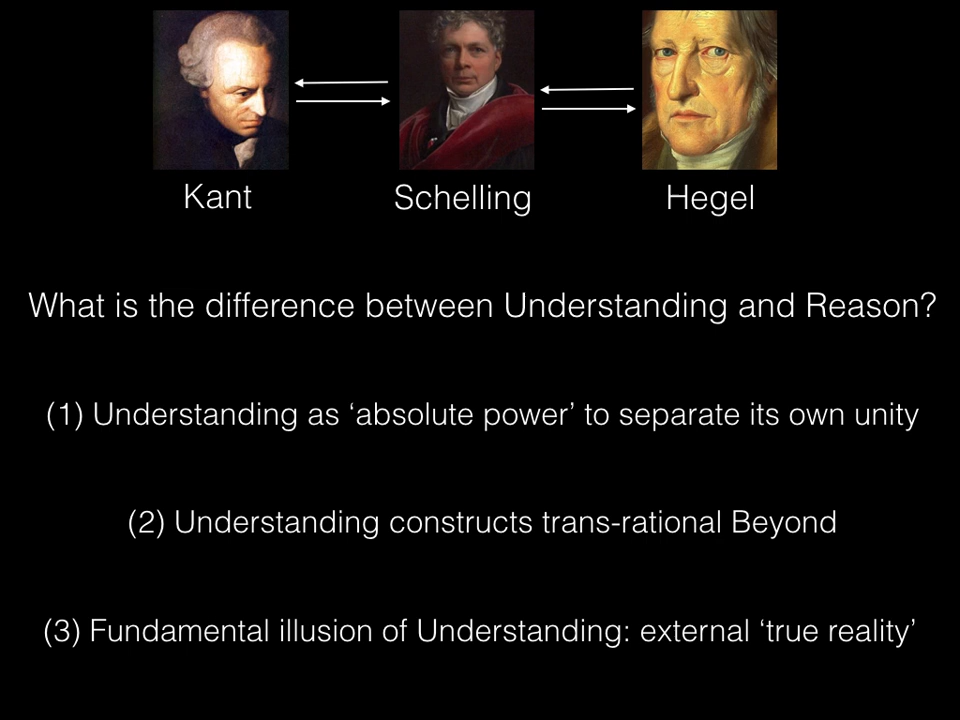 Kant
Schelling
Hegel
What is the difference between Understanding and Reason?
(1) Understanding as ‘absolute power’ to separate its own unity
(2) Understanding constructs trans-rational Beyond
(3) Fundamental illusion of Understanding: external ‘true reality’